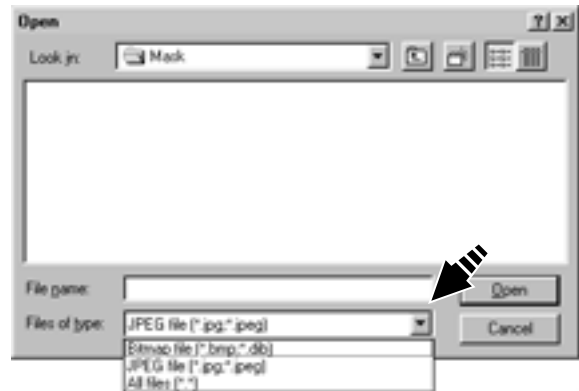 Open
Look in: Mask
File name: Open
Files of type: JPEG file (*.jpg;*.jpeg) Cancel
Bitmap file (*.bmp;*.dib)
JPEG file (*.jpg;*.jpeg)
All files (*.*)